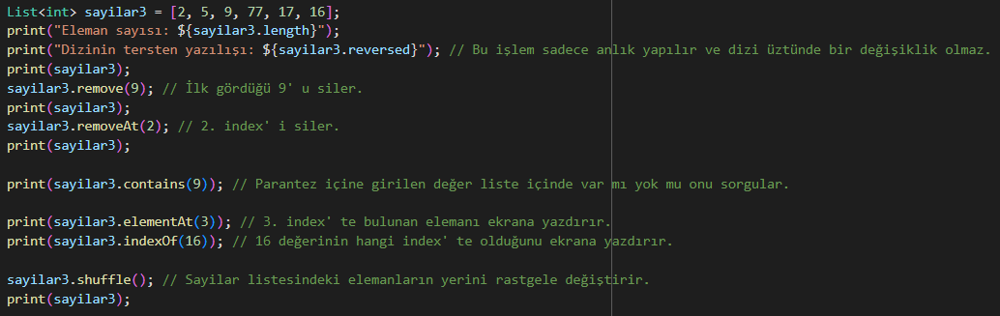 List<int> sayilar3 = [2, 5, 9, 77, 17, 16];
print("Eleman sayısı: ${sayilar3.length}");
print("Dizinin tersten yazılışı: ${sayilar3.reversed}"); // Bu işlem sadece anlık yapılır ve dizi üztünde bir değişiklik olmaz.
print(sayilar3);
sayilar3.remove(9); // İlk gördüğü 9' u siler.
print(sayilar3);
sayilar3.removeAt(2); // 2. index' i siler.
print(sayilar3);
print(sayilar3.contains(9)); // Parantez içine girilen değer liste içinde var mı yok mu onu sorgular.
print(sayilar3.elementAt(3)); // 3. index' te bulunan elemanı ekrana yazdırır.
print(sayilar3.indexOf(16)); // 16 değerinin hangi index' te olduğunu ekrana yazdırır.
sayilar3.shuffle(); // Sayilar listesindeki elemanların yerini rastgele değiştirir.
print(sayilar3);